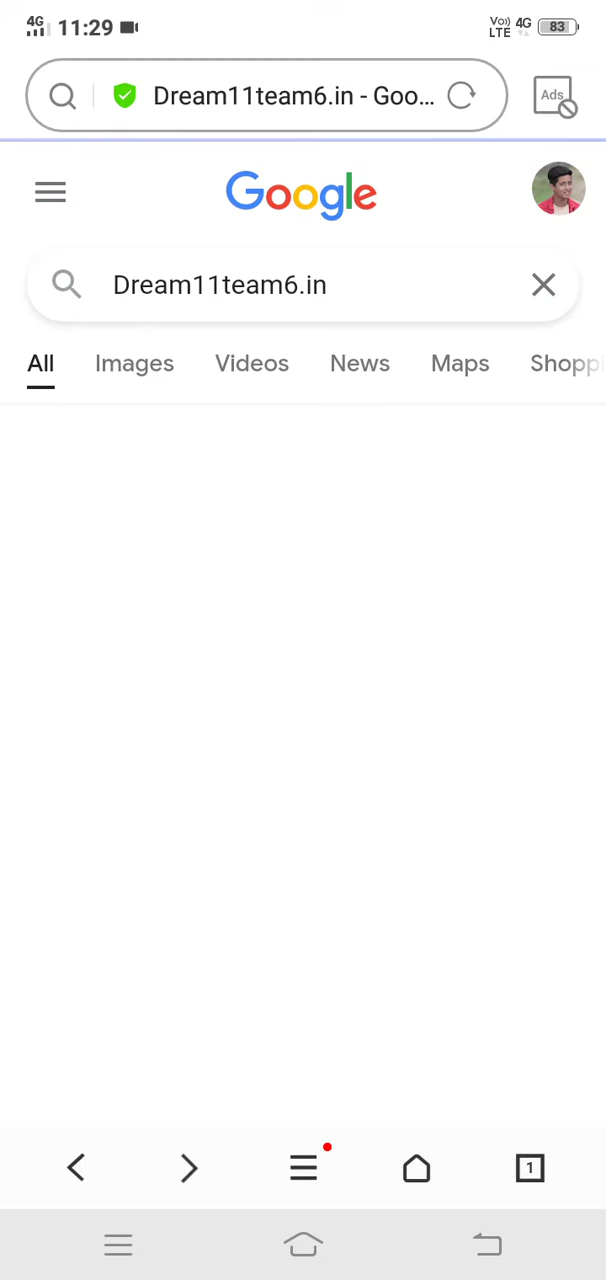 4G 11:29 Vo) LTE 4G 83
Dream11team6.in - Goo... Ads
Google
Dream11team6.in
All Images Videos News Maps Shopp
1